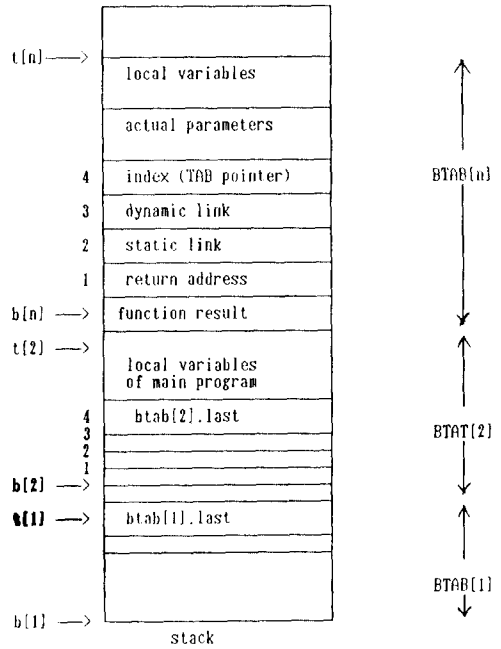 t[n]
local variables
actual parameters
4 index (TAB pointer)
BTAB[n]
3 dynamic link
2 static link
1 return address
b[n] function result
t[2]
local variables
of main program
4 btab[2].last
3
BTAT[2]
2
1
b[2]
t[1] btab[1].last
BTAB[1]
b[1]
stack